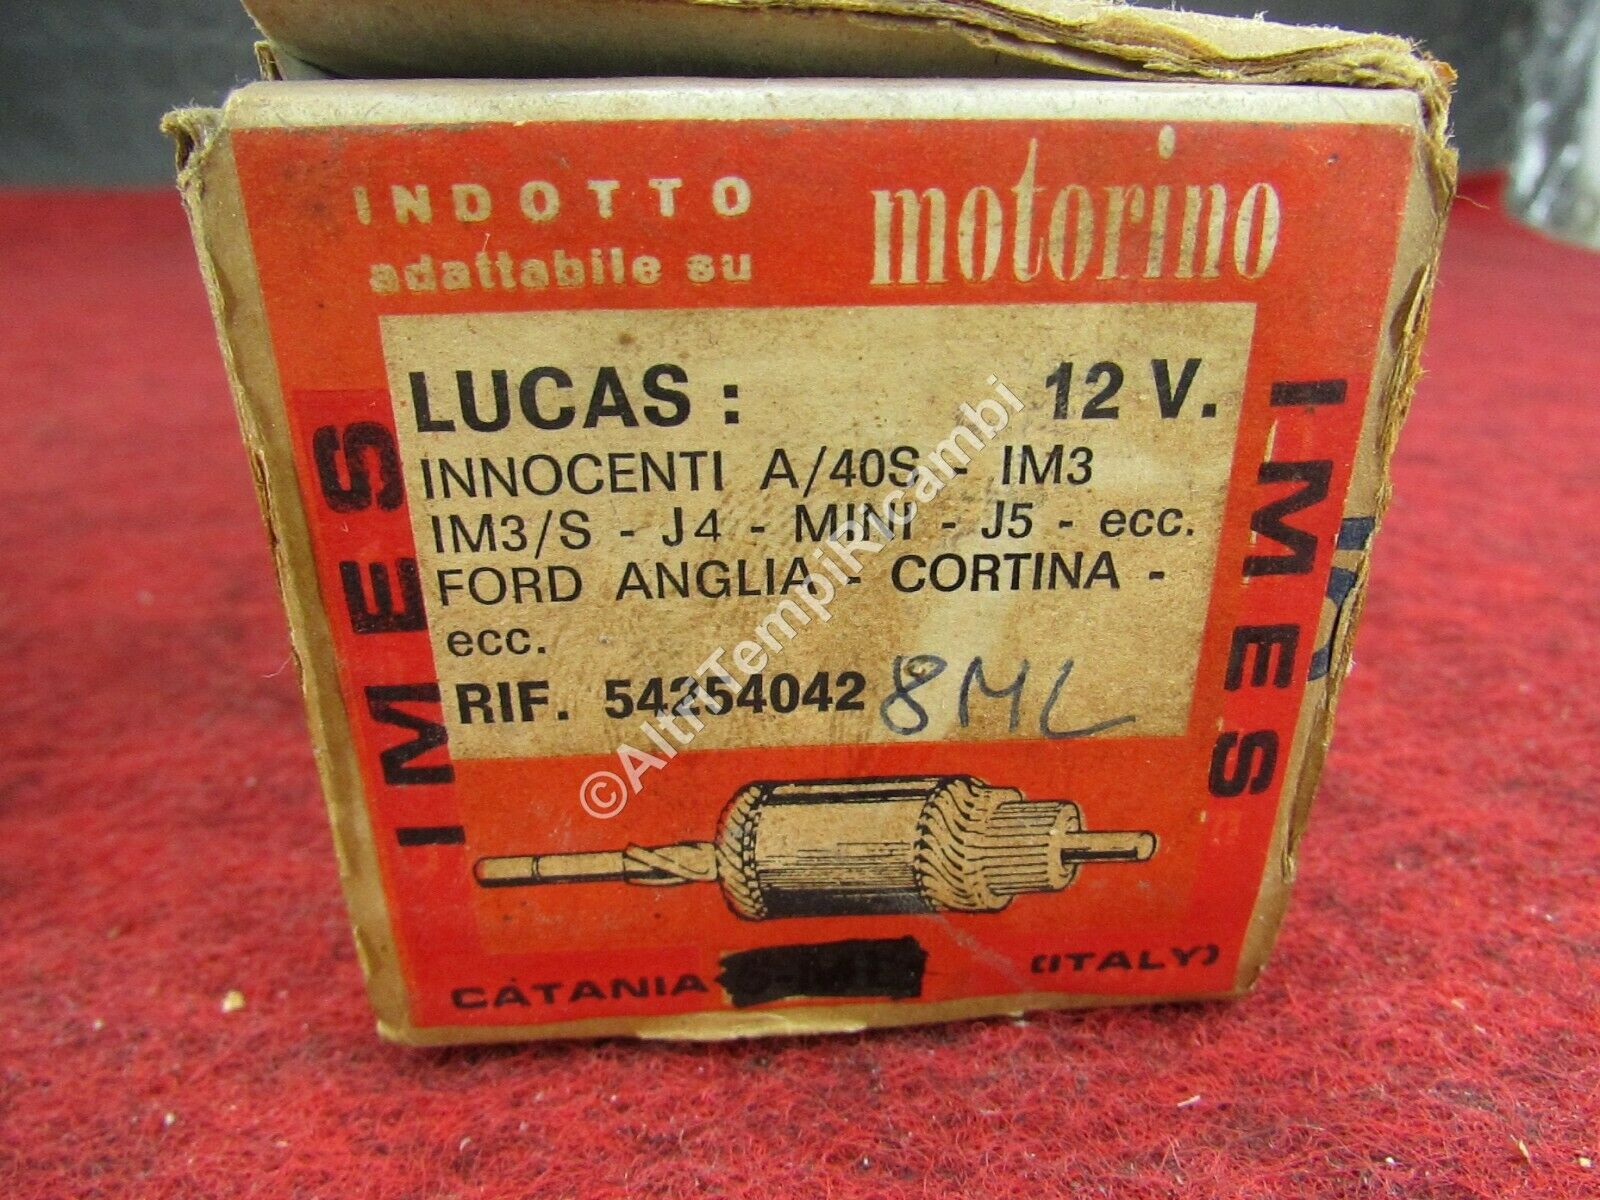 INDOTTO
adattabile su
motorino
IMES
LUCAS : 12 V.
INNOCENTI A/40S - IM3
IM3/S - J4 - MINI - J5 - ecc.
FORD ANGLIA - CORTINA -
ecc.
RIF. 54254042 8ML
IMES
CATANIA
(ITALY)
©AltriTempiRicambi